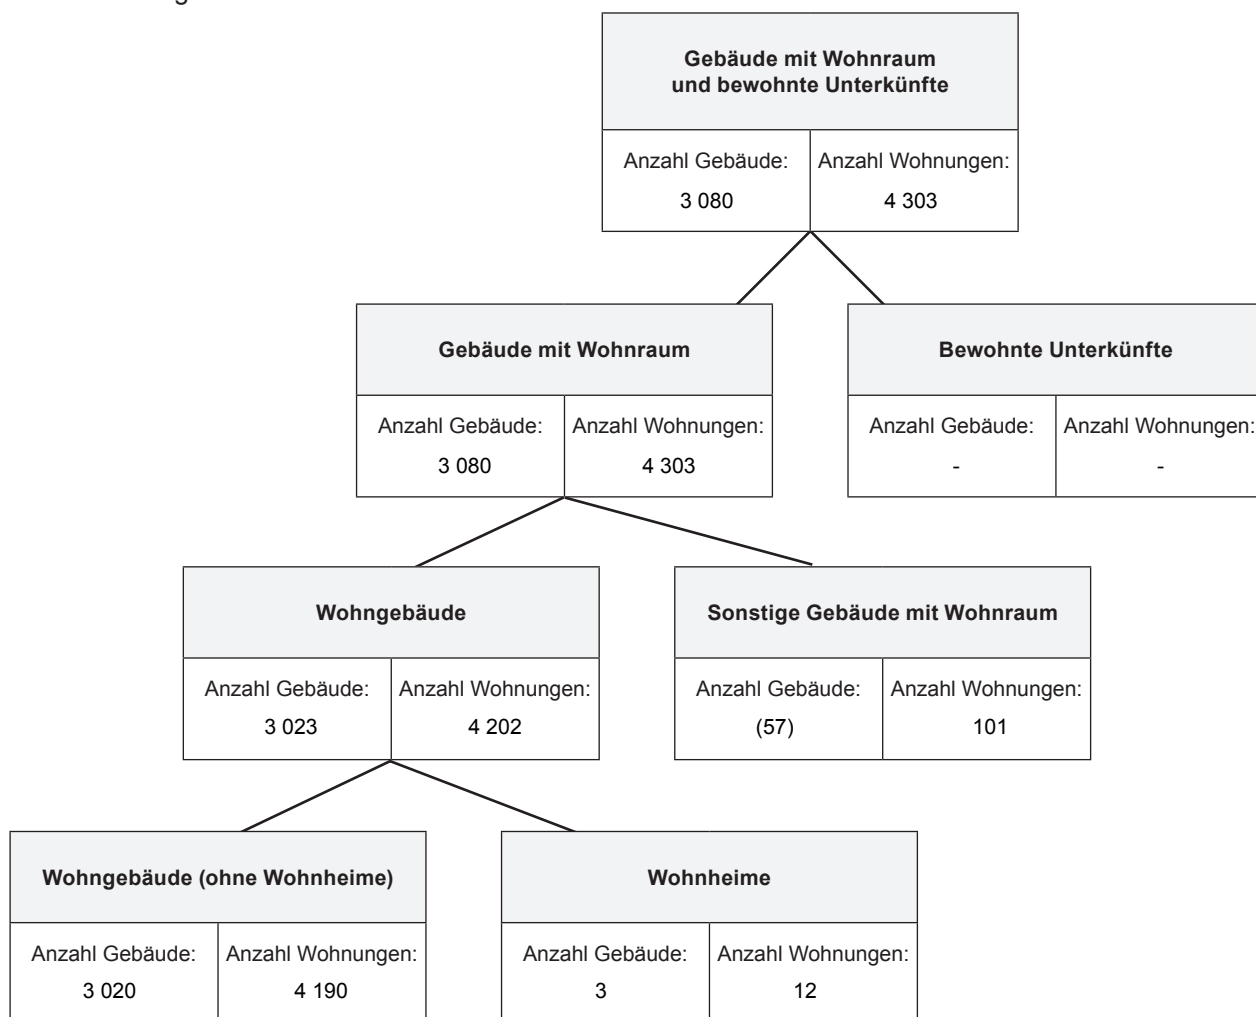 Gebäude mit Wohnraum
und bewohnte Unterkünfte
Anzahl Gebäude: Anzahl Wohnungen:
3 080 4 303
Gebäude mit Wohnraum Bewohnte Unterkünfte
Anzahl Gebäude: Anzahl Wohnungen: Anzahl Gebäude: Anzahl Wohnungen:
3 080 4 303 - -
Wohngebäude Sonstige Gebäude mit Wohnraum
Anzahl Gebäude: Anzahl Wohnungen: Anzahl Gebäude: Anzahl Wohnungen:
3 023 4 202 (57) 101
Wohngebäude (ohne Wohnheime) Wohnheime
Anzahl Gebäude: Anzahl Wohnungen: Anzahl Gebäude: Anzahl Wohnungen:
3 020 4 190 3 12